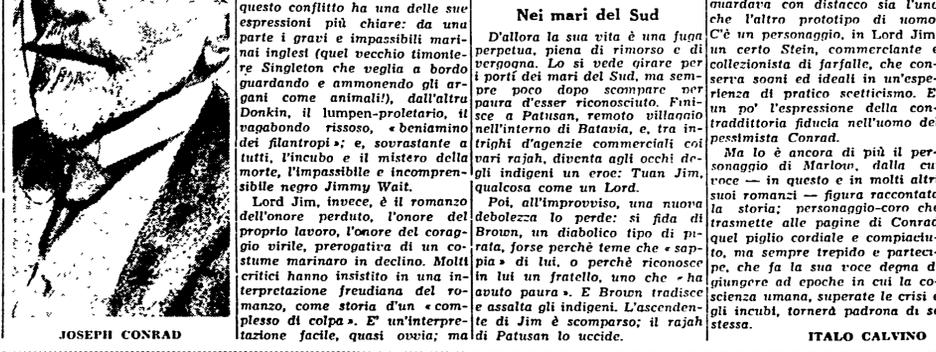 JOSEPH CONRAD
questo conflitto ha una delle sue
espressioni più chiare: da una
parte i gravi e impassibili mari-
nai inglesi (quel vecchio timonie-
re Singleton che veglia a bordo
guardando e ammonendo gli ar-
gani come animali!), dall'altra
Donkin, il lumpen-proletario, il
vagabondo rissoso, « beniamino
dei filantropi »; e, sovrastante a
tutti, l'incubo e il mistero della
morte, l'impassibile e incompren-
sibile negro Jimmy Wait.
Lord Jim, invece, è il romanzo
dell'onore perduto, l'onore del
proprio lavoro, l'onore del corag-
gio virile, prerogativa di un co-
stume marinaro in declino. Molti
critici hanno insistito in una in-
terpretazione freudiana del ro-
manzo, come storia d'un « com-
plesso di colpa ». E' un'interpre-
tazione facile, quasi ovvia; ma
Nei mari del Sud
D'allora la sua vita è una fuga
perpetua, piena di rimorso e di
vergogna. Lo si vede girare per
i porti dei mari del Sud, ma sem-
pre poco dopo scompare per
paura d'esser riconosciuto. Fini-
sce a Patusan, remoto villaggio
nell'interno di Batavia, e, tra in-
trighi d'agenzie commerciali coi
vari rajah, diventa agli occhi de-
gli indigeni un eroe: Tuan Jim,
qualcosa come un Lord.
Poi, all'improvviso, una nuova
debolezza lo perde: si fida di
Brown, un diabolico tipo di pi-
rata, forse perchè teme che « sap-
pia » di lui, o perchè riconosce
in lui un fratello, uno che « ha
avuto paura ». E Brown tradisce
e assalta gli indigeni. L'ascenden-
te di Jim è scomparso; il rajah
di Patusan lo uccide.
guardava con distacco sia l'uno
che l'altro prototipo di uomo
C'è un personaggio, in Lord Jim
un certo Stein, commerciante e
collezionista di farfalle, che con-
serva sogni ed ideali in un'espe-
rienza di pratico scetticismo. E
un po' l'espressione della con-
traddittoria fiducia nell'uomo del
pessimista Conrad.
Ma lo è ancora di più il per-
sonaggio di Marlow, dalla cui
voce — in questo e in molti altri
suoi romanzi — figura raccontata
la storia; personaggio-coro che
trasmette alle pagine di Conrad
quel piglio cordiale e compiaciu-
to, ma sempre trepido e parteci-
pe, che fa la sua voce degna di
giungere ad epoche in cui la co-
scienza umana, superate le crisi e
gli incubi, tornerà padrona di se
stessa.
ITALO CALVINO